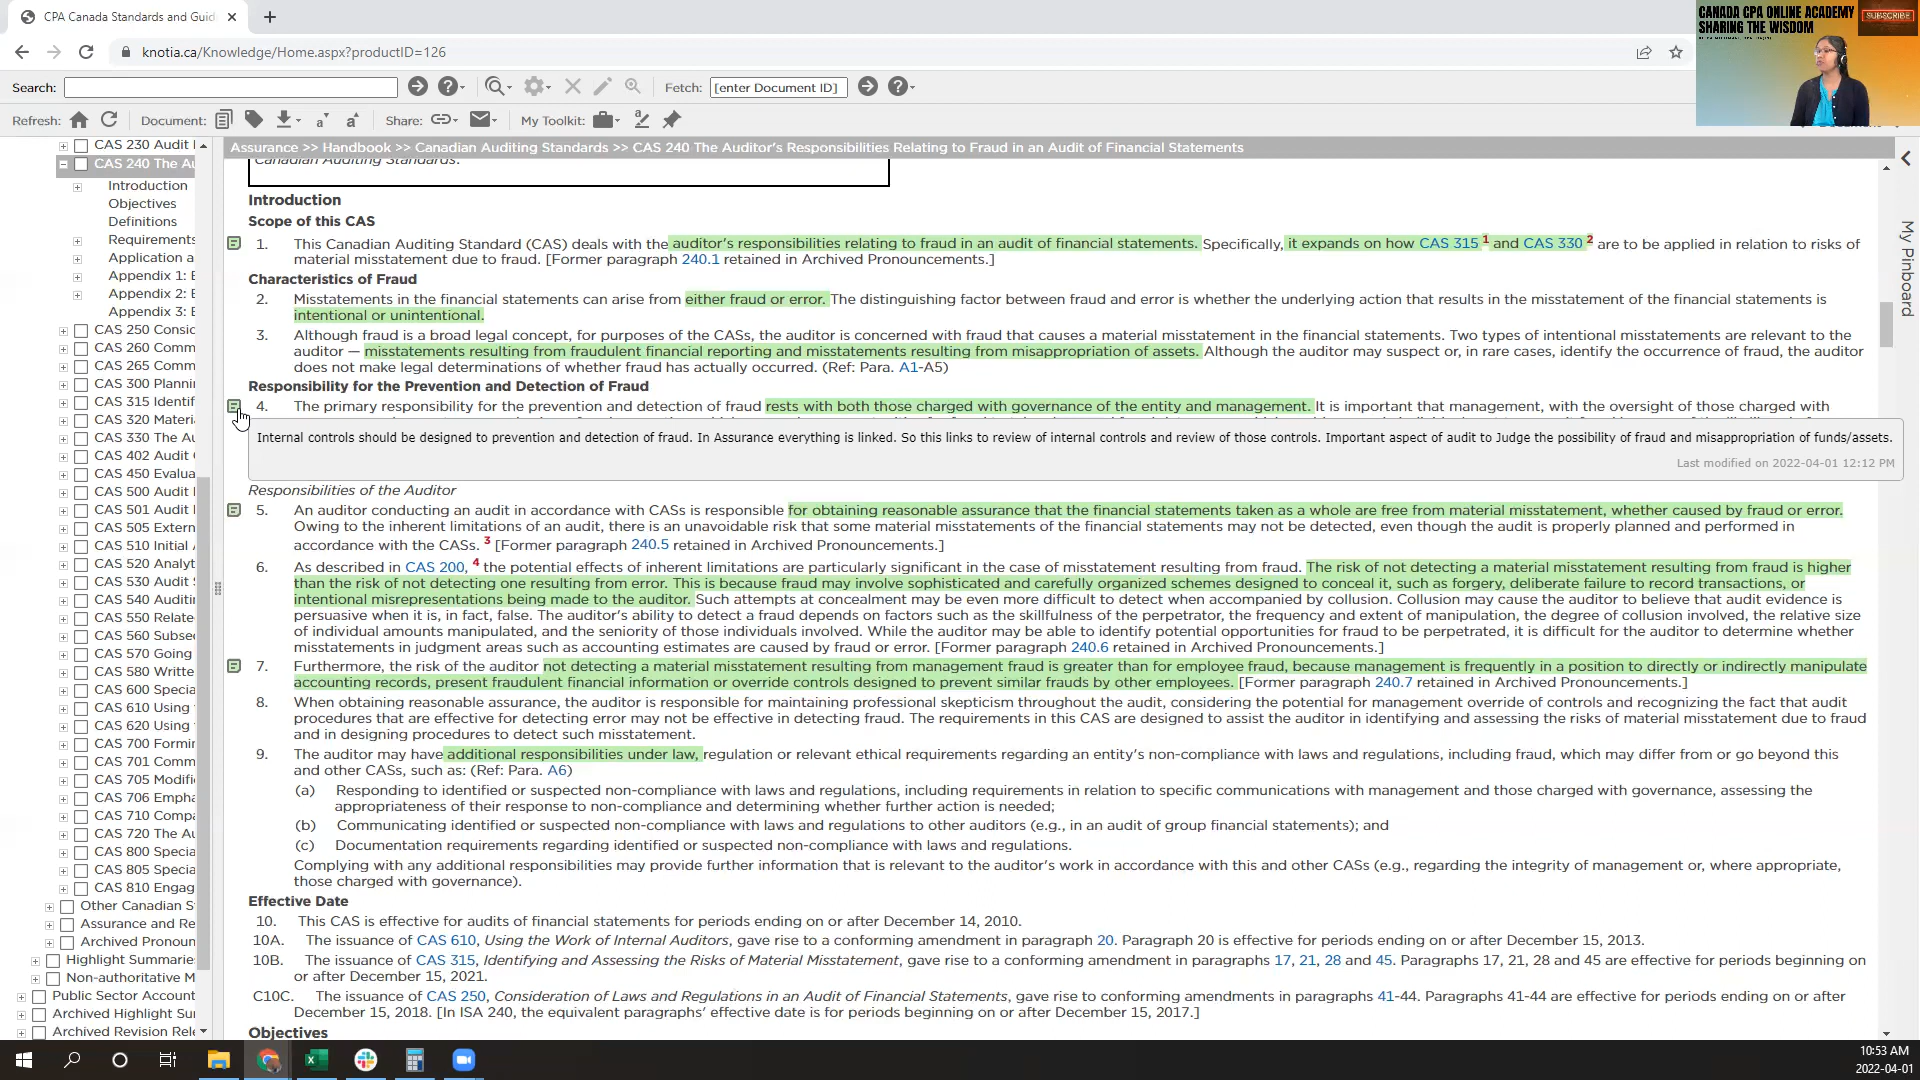 CPA Canada Standards and Guid
knotia.ca/Knowledge/Home.aspx?productID=126
CANADA CPA ONLINE ACADEMY
SUBSCRIBE
SHARING THE WISDOM
Search:
Fetch:
[enter Document ID]
Refresh:
Document:
Share:
My Toolkit:
CAS 230 Audit
CAS 240 The Au
Introduction
Objectives
Definitions
Requirements
Application a
Appendix 1: E
Appendix 2: E
Appendix 3: E
CAS 250 Consid
CAS 260 Comm
CAS 265 Comm
CAS 300 Plannin
CAS 315 Identif
CAS 320 Materia
CAS 330 The Au
CAS 402 Audit
CAS 450 Evalua
CAS 500 Audit
CAS 501 Audit
CAS 505 Extern
CAS 510 Initial
CAS 520 Analyt
CAS 530 Audit
CAS 540 Auditin
CAS 550 Relate
CAS 560 Subse
CAS 570 Going
CAS 580 Writte
CAS 600 Specia
CAS 610 Using
CAS 620 Using
CAS 700 Formin
CAS 701 Comm
CAS 705 Modifi
CAS 706 Empha
CAS 710 Compa
CAS 720 The Au
CAS 800 Specia
CAS 805 Specia
CAS 810 Engag
Other Canadian S
Assurance and Re
Archived Pronoun
Highlight Summarie
Non-authoritative M
Public Sector Account
Archived Highlight Su
Archived Revision Rele
Assurance >> Handbook >> Canadian Auditing Standards >> CAS 240 The Auditor's Responsibilities Relating to Fraud in an Audit of Financial Statements
Canadian Auditing Standards.
Introduction
Scope of this CAS
1. This Canadian Auditing Standard (CAS) deals with the auditor's responsibilities relating to fraud in an audit of financial statements. Specifically, it expands on how CAS 315 1 and CAS 330 2 are to be applied in relation to risks of
material misstatement due to fraud. [Former paragraph 240.1 retained in Archived Pronouncements.]
Characteristics of Fraud
2. Misstatements in the financial statements can arise from either fraud or error. The distinguishing factor between fraud and error is whether the underlying action that results in the misstatement of the financial statements is
intentional or unintentional.
3. Although fraud is a broad legal concept, for purposes of the CASs, the auditor is concerned with fraud that causes a material misstatement in the financial statements. Two types of intentional misstatements are relevant to the
auditor — misstatements resulting from fraudulent financial reporting and misstatements resulting from misappropriation of assets. Although the auditor may suspect or, in rare cases, identify the occurrence of fraud, the auditor
does not make legal determinations of whether fraud has actually occurred. (Ref: Para. A1-A5)
Responsibility for the Prevention and Detection of Fraud
4. The primary responsibility for the prevention and detection of fraud rests with both those charged with governance of the entity and management. It is important that management, with the oversight of those charged with
Internal controls should be designed to prevention and detection of fraud. In Assurance everything is linked. So this links to review of internal controls and review of those controls. Important aspect of audit to Judge the possibility of fraud and misappropriation of funds/assets.
Last modified on 2022-04-01 12:12 PM
Responsibilities of the Auditor
5. An auditor conducting an audit in accordance with CASs is responsible for obtaining reasonable assurance that the financial statements taken as a whole are free from material misstatement, whether caused by fraud or error.
Owing to the inherent limitations of an audit, there is an unavoidable risk that some material misstatements of the financial statements may not be detected, even though the audit is properly planned and performed in
accordance with the CASs. 3 [Former paragraph 240.5 retained in Archived Pronouncements.]
6. As described in CAS 200, 4 the potential effects of inherent limitations are particularly significant in the case of misstatement resulting from fraud. The risk of not detecting a material misstatement resulting from fraud is higher
than the risk of not detecting one resulting from error. This is because fraud may involve sophisticated and carefully organized schemes designed to conceal it, such as forgery, deliberate failure to record transactions, or
intentional misrepresentations being made to the auditor. Such attempts at concealment may be even more difficult to detect when accompanied by collusion. Collusion may cause the auditor to believe that audit evidence is
persuasive when it is, in fact, false. The auditor's ability to detect a fraud depends on factors such as the skillfulness of the perpetrator, the frequency and extent of manipulation, the degree of collusion involved, the relative size
of individual amounts manipulated, and the seniority of those individuals involved. While the auditor may be able to identify potential opportunities for fraud to be perpetrated, it is difficult for the auditor to determine whether
misstatements in judgment areas such as accounting estimates are caused by fraud or error. [Former paragraph 240.6 retained in Archived Pronouncements.]
7. Furthermore, the risk of the auditor not detecting a material misstatement resulting from management fraud is greater than for employee fraud, because management is frequently in a position to directly or indirectly manipulate
accounting records, present fraudulent financial information or override controls designed to prevent similar frauds by other employees. [Former paragraph 240.7 retained in Archived Pronouncements.]
8. When obtaining reasonable assurance, the auditor is responsible for maintaining professional skepticism throughout the audit, considering the potential for management override of controls and recognizing the fact that audit
procedures that are effective for detecting error may not be effective in detecting fraud. The requirements in this CAS are designed to assist the auditor in identifying and assessing the risks of material misstatement due to fraud
and in designing procedures to detect such misstatement.
9. The auditor may have additional responsibilities under law, regulation or relevant ethical requirements regarding an entity's non-compliance with laws and regulations, including fraud, which may differ from or go beyond this
and other CASs, such as: (Ref: Para. A6)
(a) Responding to identified or suspected non-compliance with laws and regulations, including requirements in relation to specific communications with management and those charged with governance, assessing the
appropriateness of their response to non-compliance and determining whether further action is needed;
(b) Communicating identified or suspected non-compliance with laws and regulations to other auditors (e.g., in an audit of group financial statements); and
(c) Documentation requirements regarding identified or suspected non-compliance with laws and regulations.
Complying with any additional responsibilities may provide further information that is relevant to the auditor's work in accordance with this and other CASs (e.g., regarding the integrity of management or, where appropriate,
those charged with governance).
Effective Date
10. This CAS is effective for audits of financial statements for periods ending on or after December 14, 2010.
10A. The issuance of CAS 610, Using the Work of Internal Auditors, gave rise to a conforming amendment in paragraph 20. Paragraph 20 is effective for periods ending on or after December 15, 2013.
10B. The issuance of CAS 315, Identifying and Assessing the Risks of Material Misstatement, gave rise to a conforming amendment in paragraphs 17, 21, 28 and 45. Paragraphs 17, 21, 28 and 45 are effective for periods beginning on
or after December 15, 2021.
C10C. The issuance of CAS 250, Consideration of Laws and Regulations in an Audit of Financial Statements, gave rise to conforming amendments in paragraphs 41-44. Paragraphs 41-44 are effective for periods ending on or after
December 15, 2018. [In ISA 240, the equivalent paragraphs' effective date is for periods beginning on or after December 15, 2017.]
Objectives
My Pinboard
10:53 AM
2022-04-01